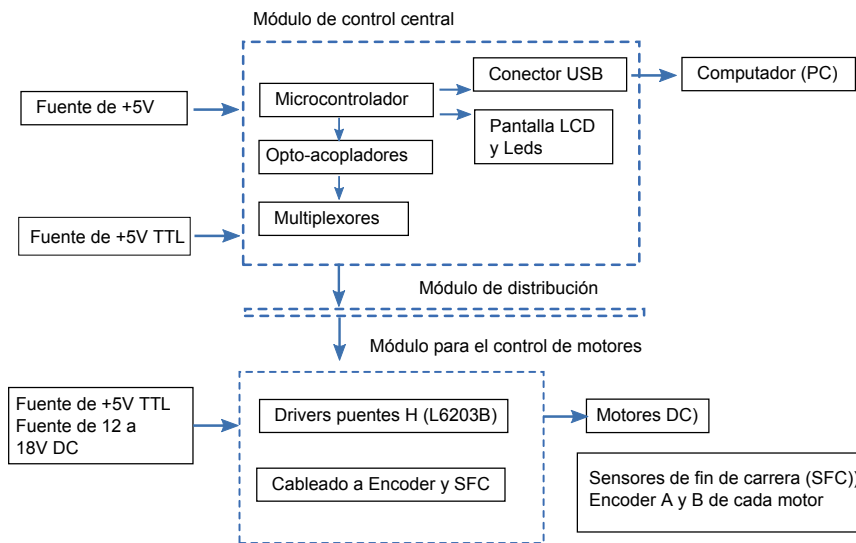 Módulo de control central
Fuente de +5V
Microcontrolador
Conector USB
Computador (PC)
Pantalla LCD
y Leds
Opto-acopladores
Multiplexores
Fuente de +5V TTL
Módulo de distribución
Módulo para el control de motores
Fuente de +5V TTL
Fuente de 12 a
18V DC
Drivers puentes H (L6203B)
Motores DC)
Cableado a Encoder y SFC
Sensores de fin de carrera (SFC))
Encoder A y B de cada motor